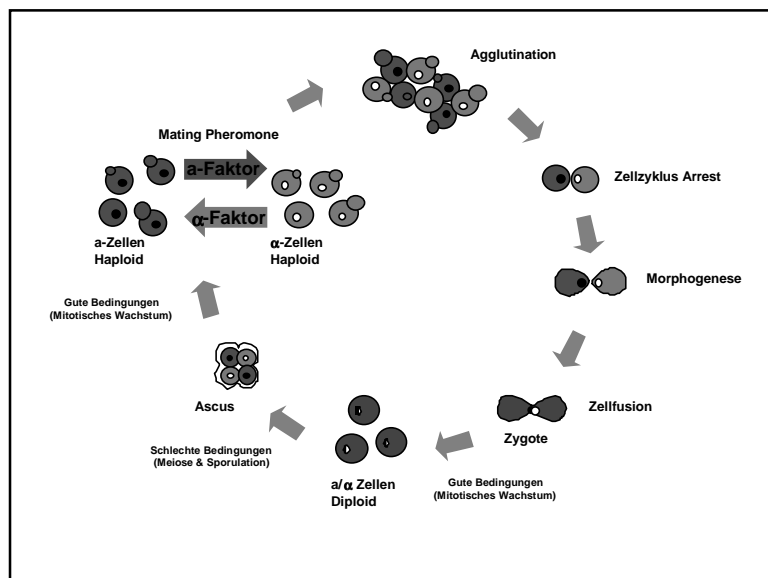 Agglutination
Mating Pheromone
a-Faktor
α-Faktor
a-Zellen
Haploid
α-Zellen
Haploid
Zellzyklus Arrest
Morphogenese
Zellfusion
Zygote
Gute Bedingungen
(Mitotisches Wachstum)
a/α Zellen
Diploid
Schlechte Bedingungen
(Meiose & Sporulation)
Ascus
Gute Bedingungen
(Mitotisches Wachstum)